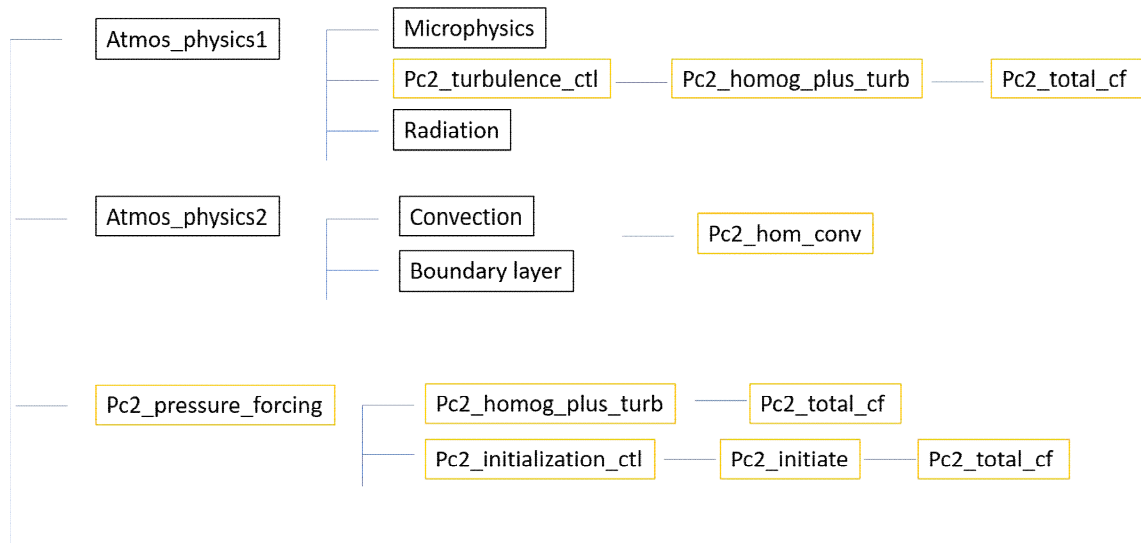 Atmos_physics1
Microphysics
Pc2_turbulence_ctl
Pc2_homog_plus_turb
Pc2_total_cf
Radiation
Atmos_physics2
Convection
Pc2_hom_conv
Boundary layer
Pc2_pressure_forcing
Pc2_homog_plus_turb
Pc2_total_cf
Pc2_initialization_ctl
Pc2_initiate
Pc2_total_cf